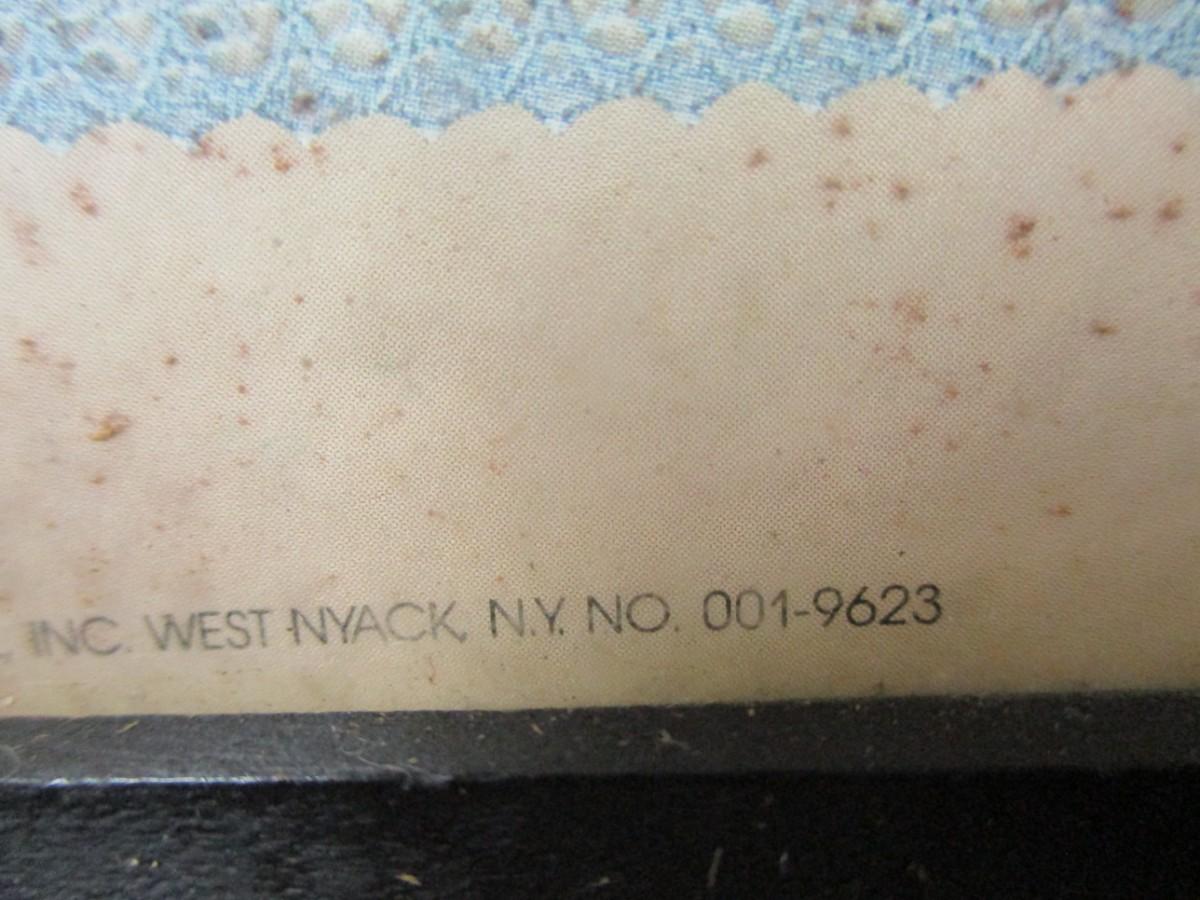 , INC. WEST NYACK, N.Y. NO. 001-9623